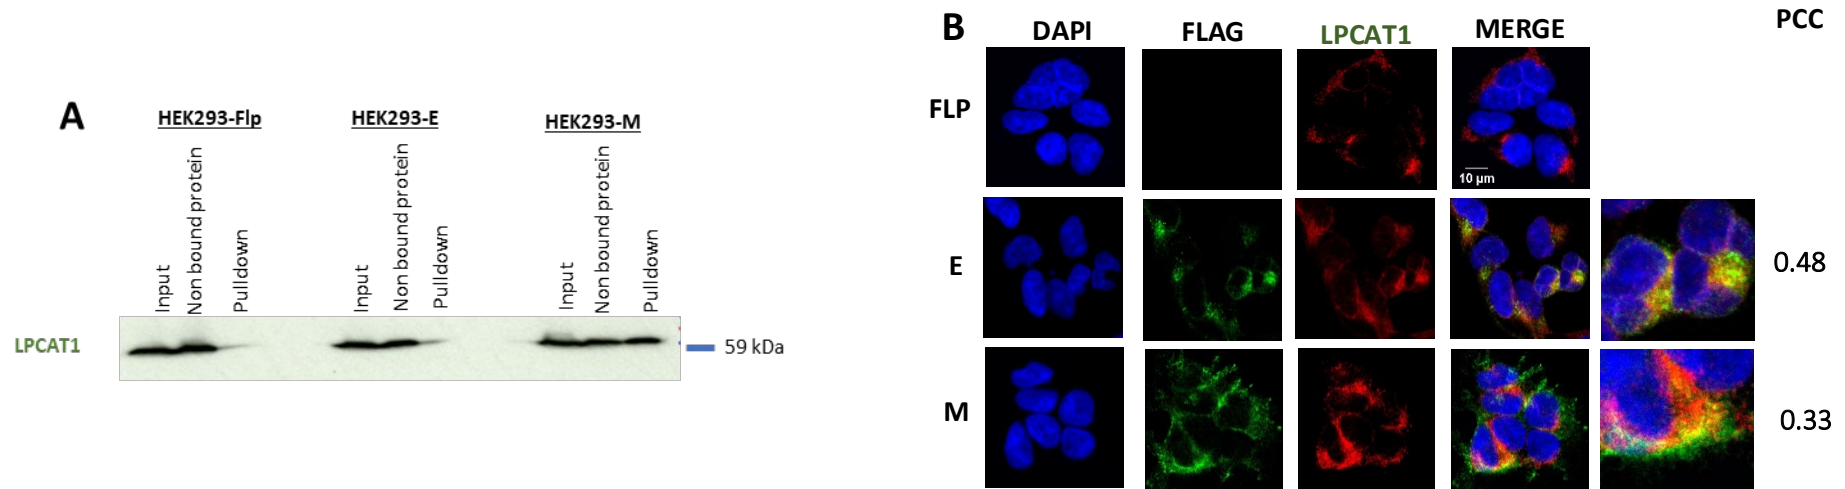 A
HEK293-Flp
HEK293-E
HEK293-M
Input
Non bound protein
Pulldown
Input
Non bound protein
Pulldown
Input
Non bound protein
Pulldown
LPCAT1
59 kDa
B
DAPI
FLAG
LPCAT1
MERGE
PCC
FLP
10 µm
E
0.48
M
0.33